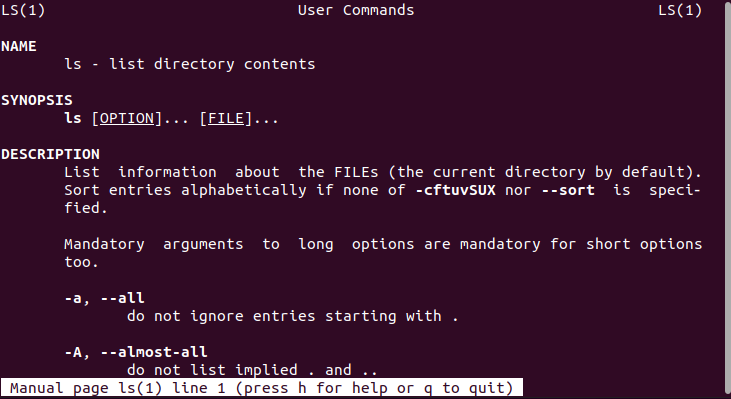 LS(1) User Commands LS(1)
NAME
ls - list directory contents
SYNOPSIS
ls [OPTION]... [FILE]...
DESCRIPTION
List information about the FILEs (the current directory by default).
Sort entries alphabetically if none of -cftuvSUX nor --sort is speci-
fied.
Mandatory arguments to long options are mandatory for short options
too.
-a, --all
do not ignore entries starting with .
-A, --almost-all
do not list implied . and ..
Manual page ls(1) line 1 (press h for help or q to quit)